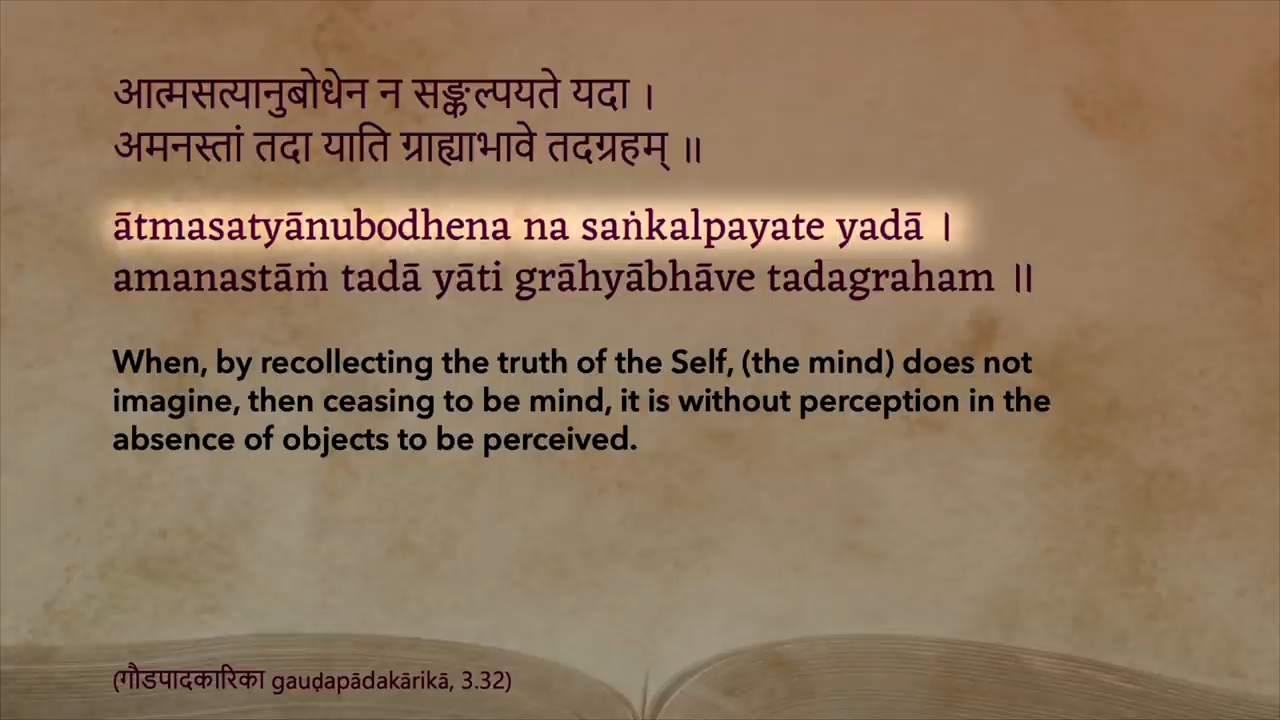 आत्मसत्यानुबोधेन न सङ्कल्पयते यदा ।
अमनस्तां तदा याति ग्राह्याभावे तदग्रहम् ॥
ātmasatyānubodhena na saṅkalpayate yadā ।
amanastāṁ tadā yāti grāhyābhāve tadagraham ॥
When, by recollecting the truth of the Self, (the mind) does not
imagine, then ceasing to be mind, it is without perception in the
absence of objects to be perceived.
(गौडपादकारिका gauḍapādakārikā, 3.32)